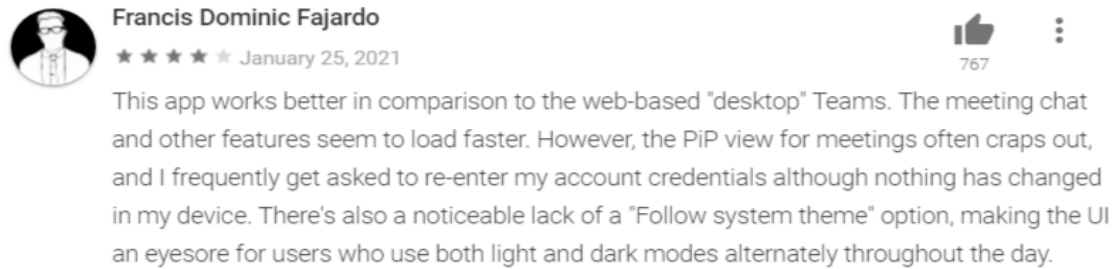 Francis Dominic Fajardo
January 25, 2021
767
This app works better in comparison to the web-based "desktop" Teams. The meeting chat
and other features seem to load faster. However, the PiP view for meetings often craps out,
and I frequently get asked to re-enter my account credentials although nothing has changed
in my device. There's also a noticeable lack of a "Follow system theme" option, making the UI
an eyesore for users who use both light and dark modes alternately throughout the day.